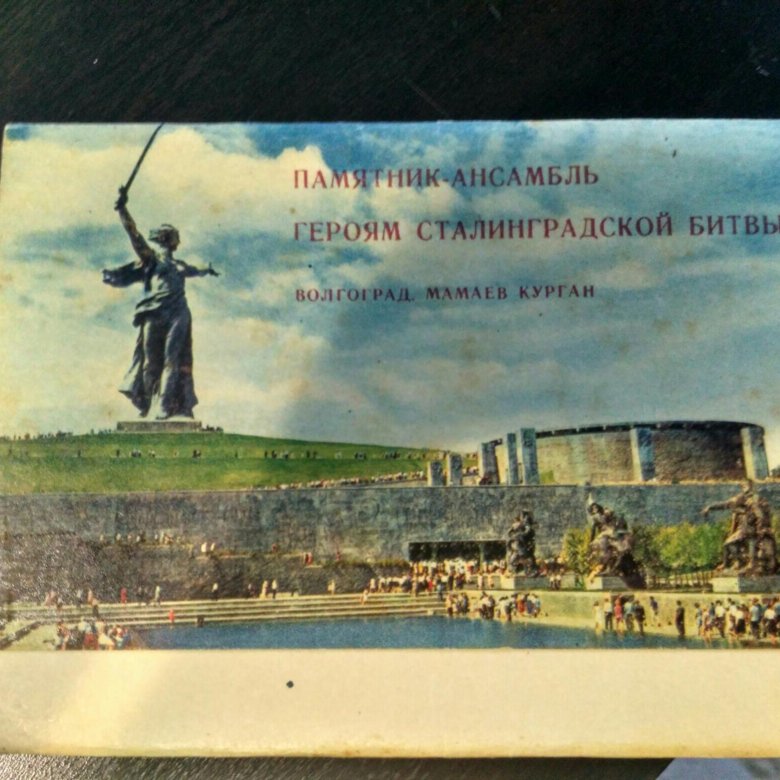 ПАМЯТНИК-АНСАМБЛЬ
ГЕРОЯМ СТАЛИНГРАДСКОЙ БИТВЫ
ВОЛГОГРАД. МАМАЕВ КУРГАН